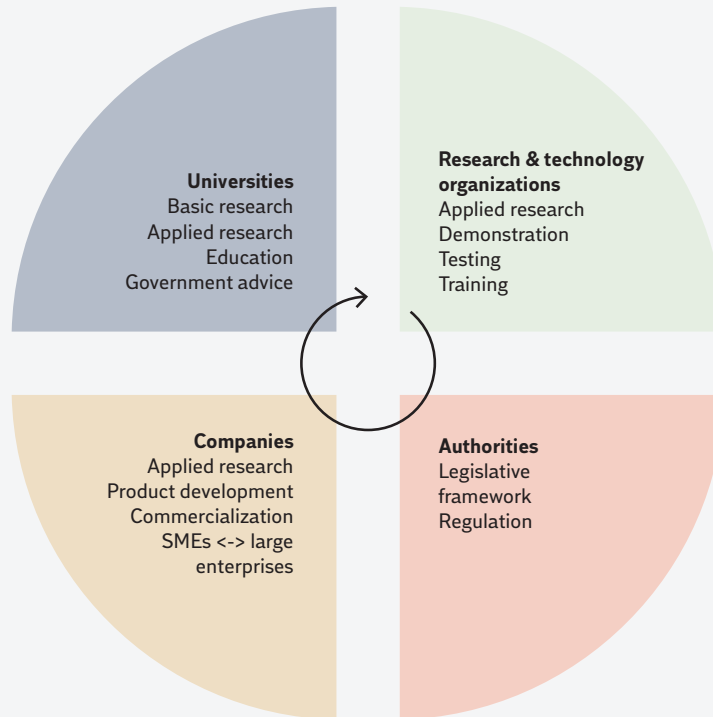 Universities
Basic research
Applied research
Education
Government advice
Research & technology
organizations
Applied research
Demonstration
Testing
Training
Companies
Applied research
Product development
Commercialization
SMEs <-> large
enterprises
Authorities
Legislative
framework
Regulation